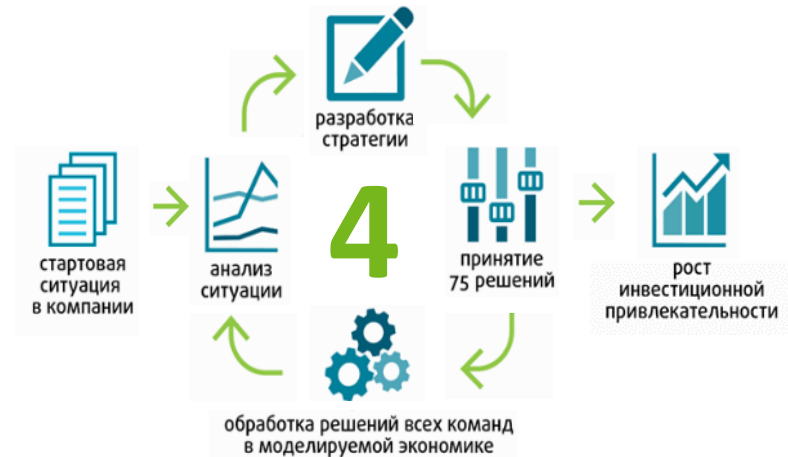 разработка
стратегии
4
стартовая
ситуация
в компании
анализ
ситуации
принятие
75 решений
рост
инвестиционной
привлекательности
обработка решений всех команд
в моделируемой экономике